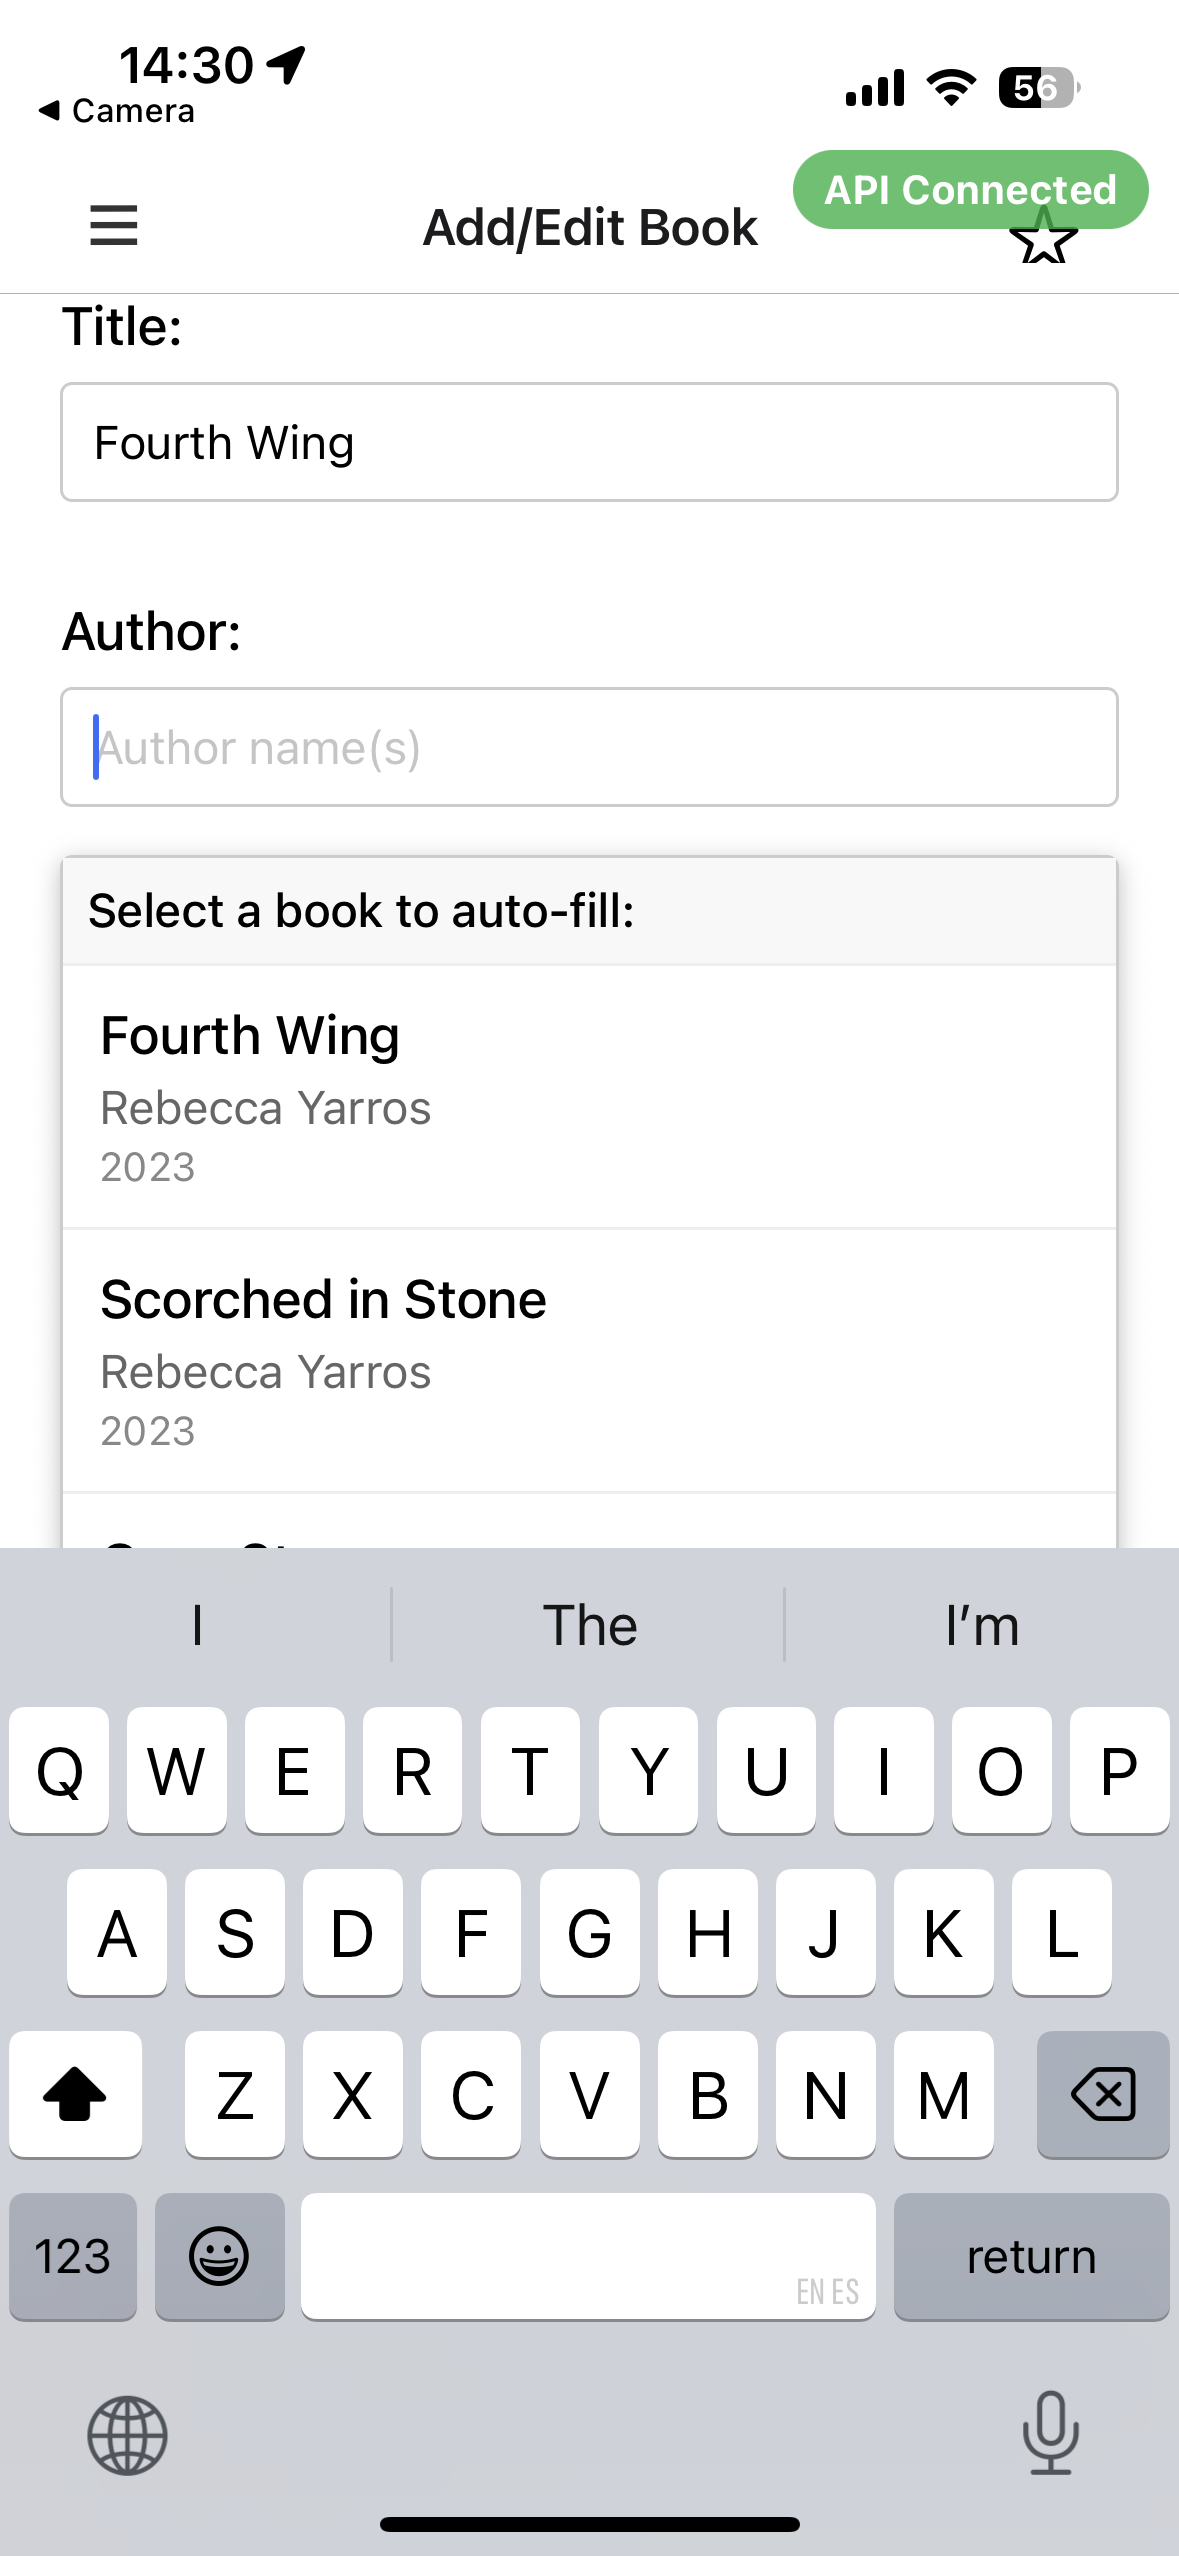 14:30
Camera
56
API Connected
Add/Edit Book
Title:
Fourth Wing
Author:
Author name(s)
Select a book to auto-fill:
Fourth Wing
Rebecca Yarros
2023
Scorched in Stone
Rebecca Yarros
2023
I The I’m
Q W E R T Y U I O P
A S D F G H J K L
Z X C V B N M
123 EN ES return